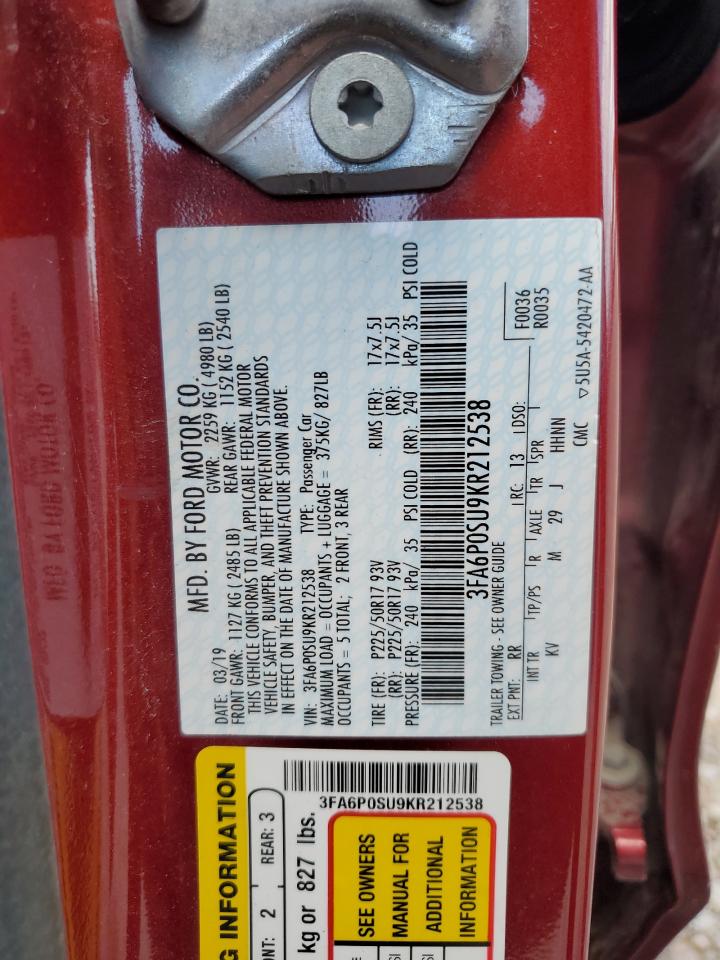 MFD. BY FORD MOTOR CO.
DATE: 03/19 GVWR: 2259 KG ( 4980 LB)
FRONT GAWR: 1127 KG ( 2485 LB) REAR GAWR: 1152 KG ( 2540 LB)
THIS VEHICLE CONFORMS TO ALL APPLICABLE FEDERAL MOTOR
VEHICLE SAFETY, BUMPER, AND THEFT PREVENTION STANDARDS
IN EFFECT ON THE DATE OF MANUFACTURE SHOWN ABOVE.
VIN: 3FA6P0SU9KR212538 TYPE: Passenger Car
MAXIMUM LOAD = OCCUPANTS + LUGGAGE = 375KG/ 827LB
OCCUPANTS = 5 TOTAL; 2 FRONT, 3 REAR
TIRE (FR): P225/50R17 93V RIMS (FR): 17x7.5J
(RR): P225/50R17 93V (RR): 17x7.5J
PRESSURE (FR): 240 kPa/ 35 PSI COLD (RR): 240 kPa/ 35 PSI COLD
3FA6P0SU9KR212538
TRAILER TOWING - SEE OWNER GUIDE
EXT PNT: RR RC: 13 DSO: F0036
R0035
INT TR TP/PS R AXLE TR SPR
KV M 29 J HHNN
CMC ▽5U5A-5420472-AA
3FA6P0SU9KR212538
G INFORMATION
ONT: 2 REAR: 3
kg or 827 lbs.
SEE OWNERS
MANUAL FOR
ADDITIONAL
INFORMATION